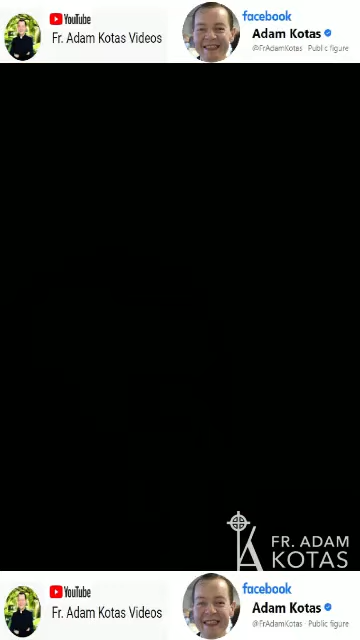 YouTube
Fr. Adam Kotas Videos
facebook
Adam Kotas
@FrAdamKotas · Public figure
FR. ADAM
KOTAS
YouTube
Fr. Adam Kotas Videos
facebook
Adam Kotas
@FrAdamKotas · Public figure